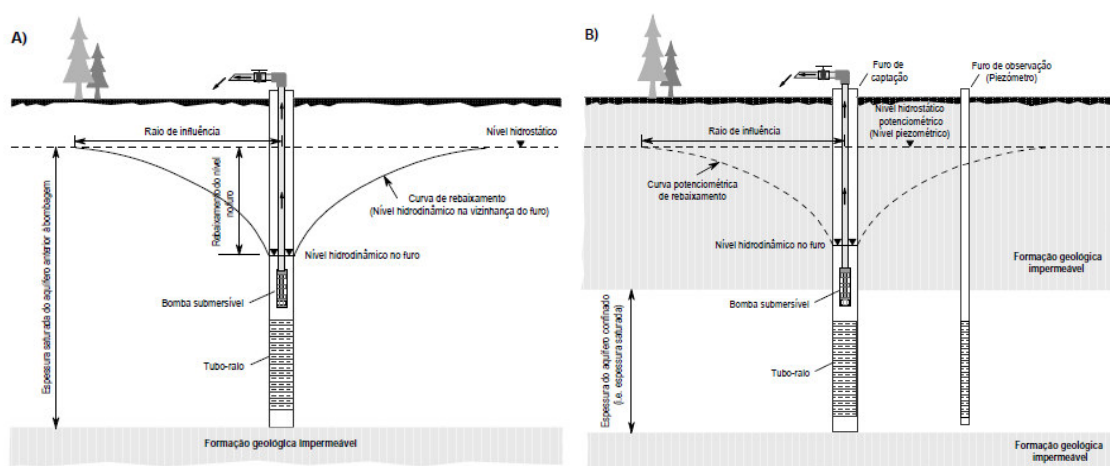 A)
Raio de influência
Nível hidrostático
Espessura saturada do aquífero anterior à bombagem
Rebaixamento do nível
no furo
Curva de rebaixamento
(Nível hidrodinâmico na vizinhança do furo)
Nível hidrodinâmico no furo
Bomba submersível
Tubo-ralo
Formação geológica impermeável
B)
Furo de
captação
Furo de observação
(Piezómetro)
Nível hidrostático
potenciométrico
(Nível piezométrico)
Raio de influência
Curva potenciométrica
de rebaixamento
Nível hidrodinâmico no furo
Formação geológica
impermeável
Bomba submersível
Espessura do aquífero confinado
(i.e. espessura saturada)
Tubo-ralo
Formação geológica
impermeável